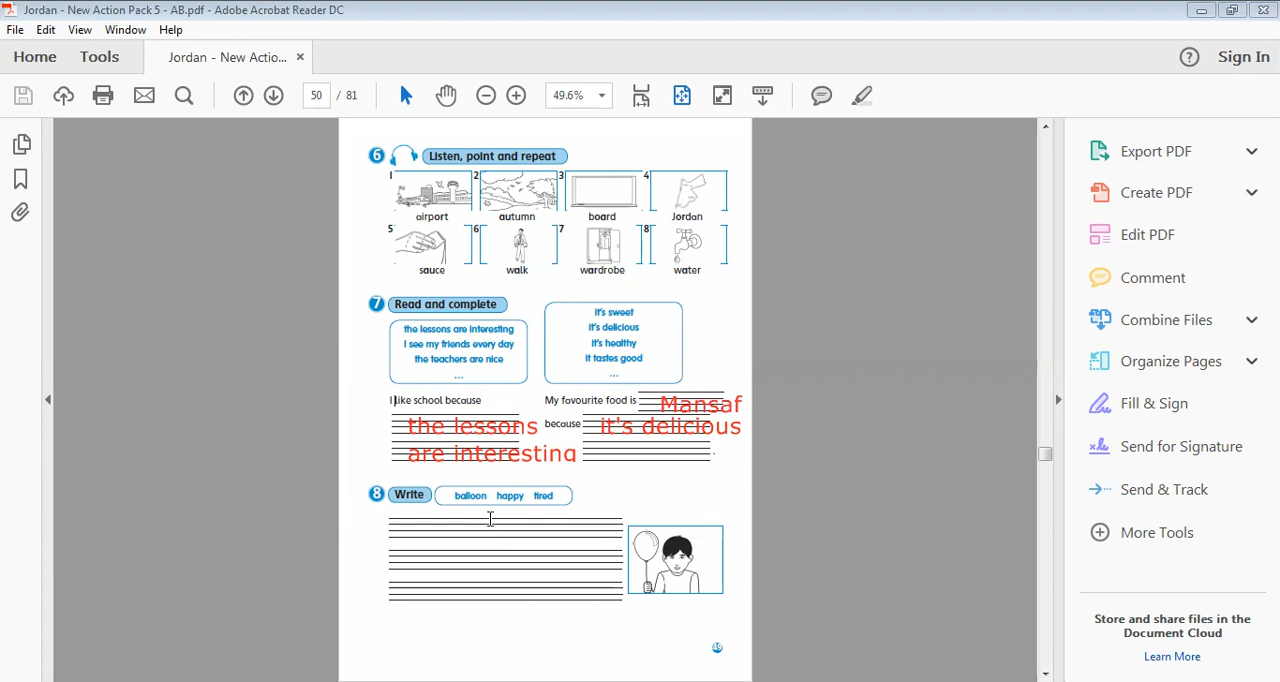 Jordan - New Action Pack 5 - AB.pdf - Adobe Acrobat Reader DC
File Edit View Window Help
Home Tools Jordan - New Actio... × Sign In
50 / 81 49.6%
6 Listen, point and repeat
1 2 3 4
airport autumn board Jordan
5 6 7 8
sauce walk wardrobe water
7 Read and complete
the lessons are interesting
I see my friends every day
the teachers are nice
...
it's sweet
it's delicious
it's healthy
it tastes good
...
I like school because
the lessons
are interesting
My favourite food is Mansaf
because it's delicious
.
8 Write balloon happy tired
49
Export PDF
Create PDF
Edit PDF
Comment
Combine Files
Organize Pages
Fill & Sign
Send for Signature
Send & Track
More Tools
Store and share files in the
Document Cloud
Learn More